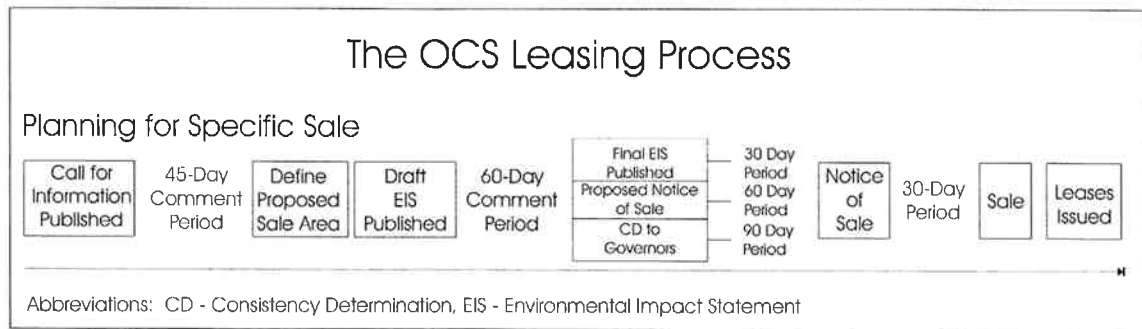 The OCS Leasing Process
Planning for Specific Sale
Call for
Information
Published
45-Day
Comment
Period
Define
Proposed
Sale Area
Draft
EIS
Published
60-Day
Comment
Period
Final EIS
Published
30 Day
Period
Proposed Notice
of Sale
60 Day
Period
CD to
Governors
90 Day
Period
Notice
of
Sale
30-Day
Period
Sale
Leases
Issued
Abbreviations: CD - Consistency Determination, EIS - Environmental Impact Statement